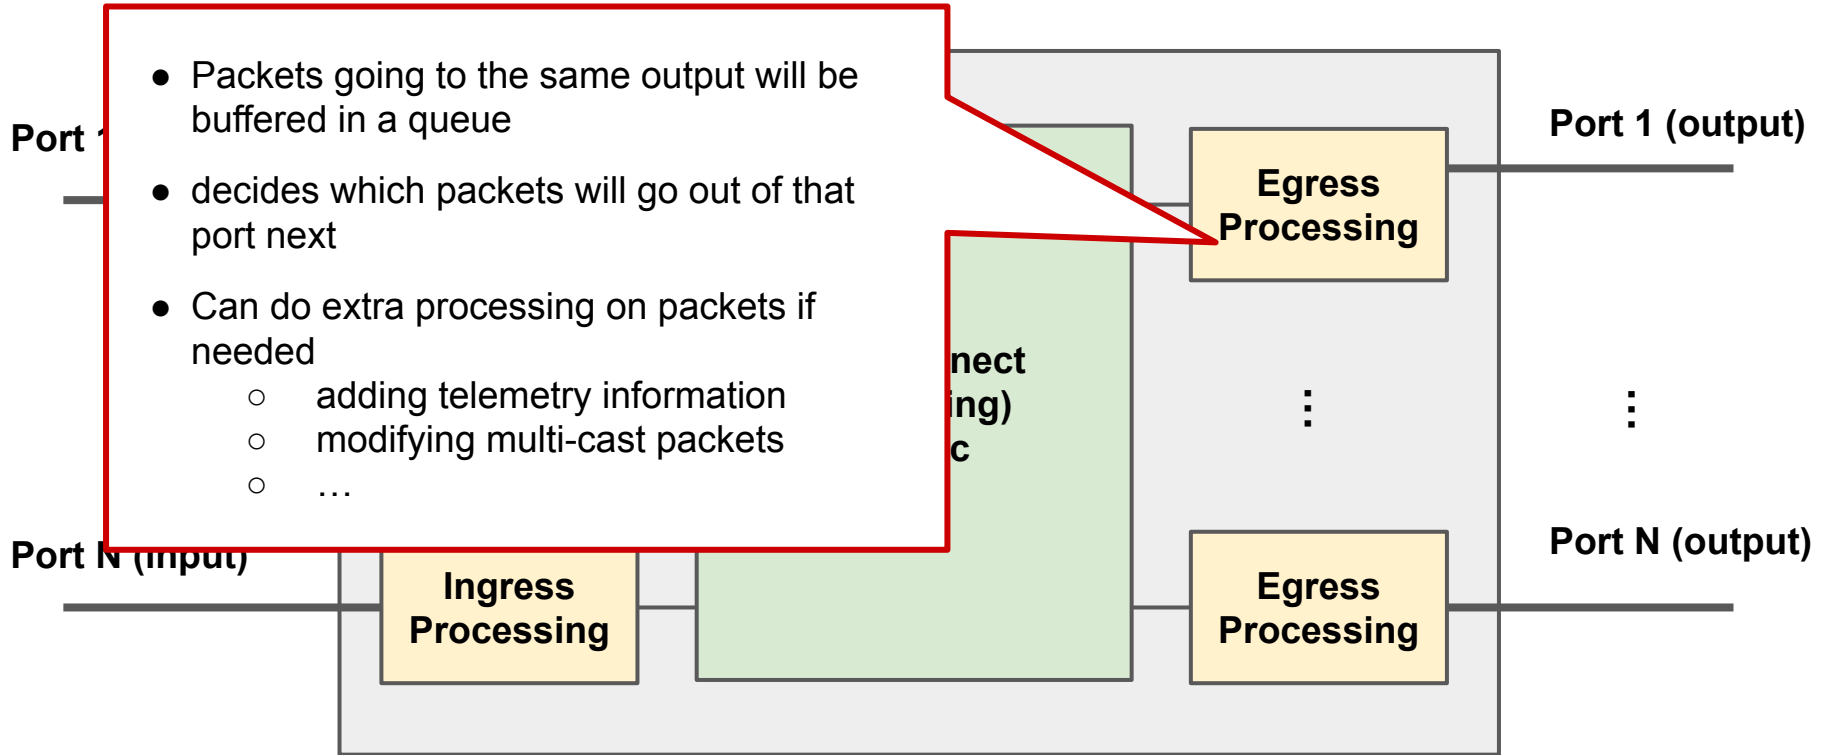 ● Packets going to the same output will be
buffered in a queue
● decides which packets will go out of that
port next
● Can do extra processing on packets if
needed
○ adding telemetry information
○ modifying multi-cast packets
○ …
Port 1
Port 1 (output)
Egress
Processing
nect
ing)
c
⋮
⋮
Port N (input)
Port N (output)
Ingress
Processing
Egress
Processing